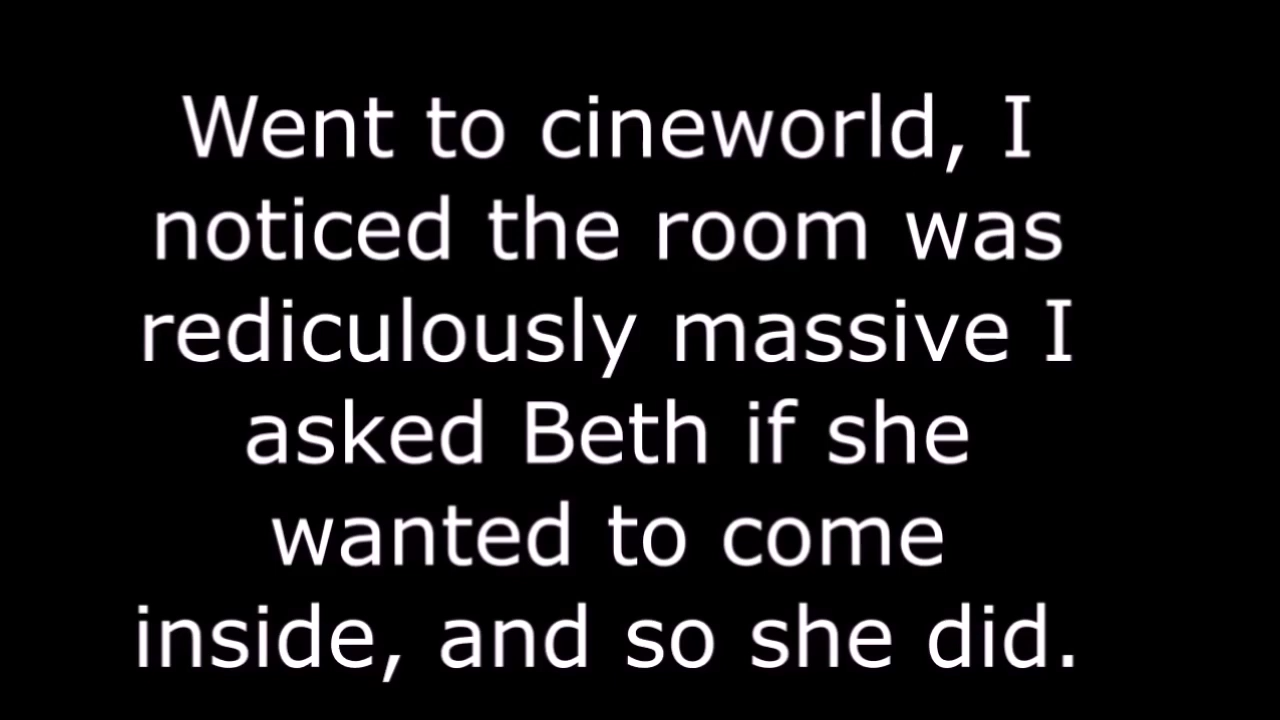 Went to cineworld, I
noticed the room was
rediculously massive I
asked Beth if she
wanted to come
inside, and so she did.